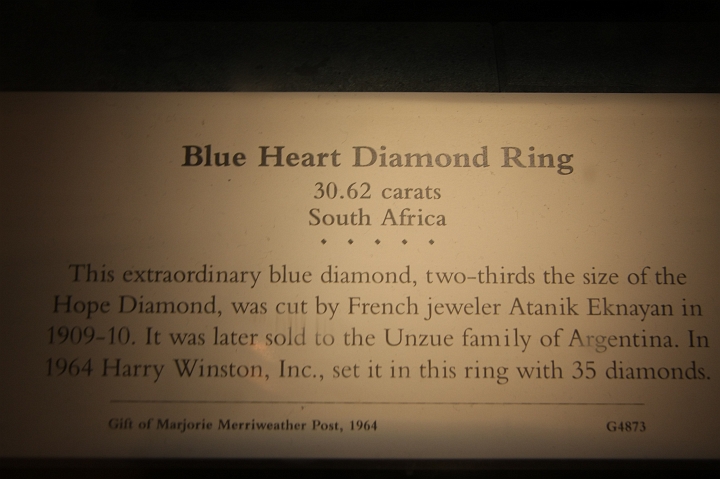 Blue Heart Diamond Ring
30.62 carats
South Africa
This extraordinary blue diamond, two-thirds the size of the
Hope Diamond, was cut by French jeweler Atanik Eknayan in
1909-10. It was later sold to the Unzue family of Argentina. In
1964 Harry Winston, Inc., set it in this ring with 35 diamonds.
Gift of Marjorie Merriweather Post, 1964 G4873